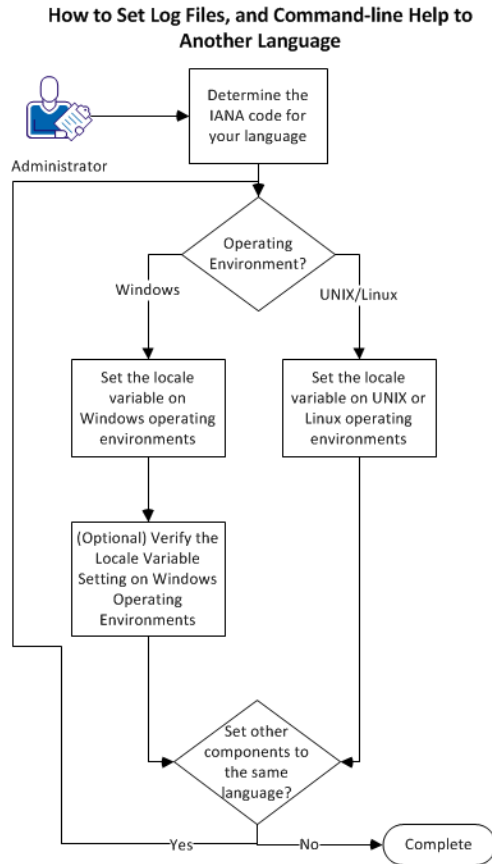 How to Set Log Files, and Command-line Help to
Another Language
Determine the
IANA code for
your language
Administrator
Operating
Environment?
Windows
UNIX/Linux
Set the locale
variable on
Windows operating
environments
Set the locale
variable on UNIX or
Linux operating
environments
(Optional) Verify the
Locale Variable
Setting on Windows
Operating
Environments
Set other
components to
the same
language?
Yes
No
Complete